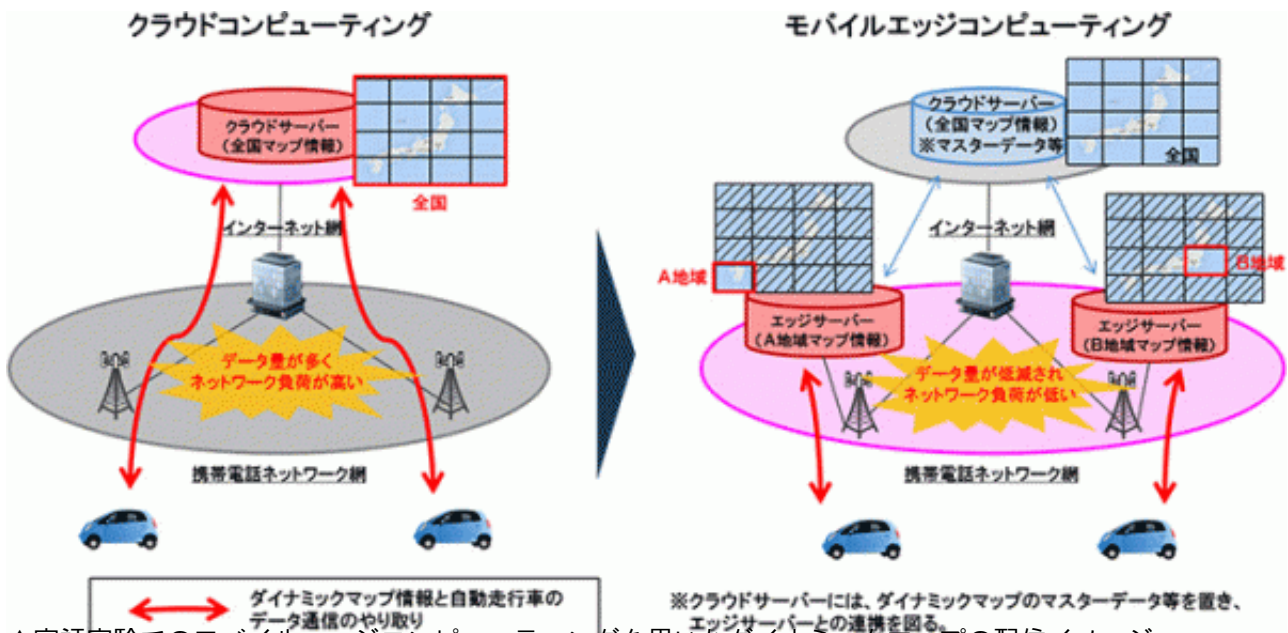 クラウドコンピューティング
クラウドサーバー
(全国マップ情報)
全国
インターネット網
データ量が多く
ネットワーク負荷が高い
携帯電話ネットワーク網
ダイナミックマップ情報と自動走行車の
データ通信のやり取り
モバイルエッジコンピューティング
クラウドサーバー
(全国マップ情報)
※マスターデータ等
全国
インターネット網
A地域
B地域
エッジサーバー
(A地域マップ情報)
エッジサーバー
(B地域マップ情報)
データ量が低減され
ネットワーク負荷が低い
携帯電話ネットワーク網
※クラウドサーバーには、ダイナミックマップのマスターデータ等を置き、
エッジサーバーとの連携を図る。